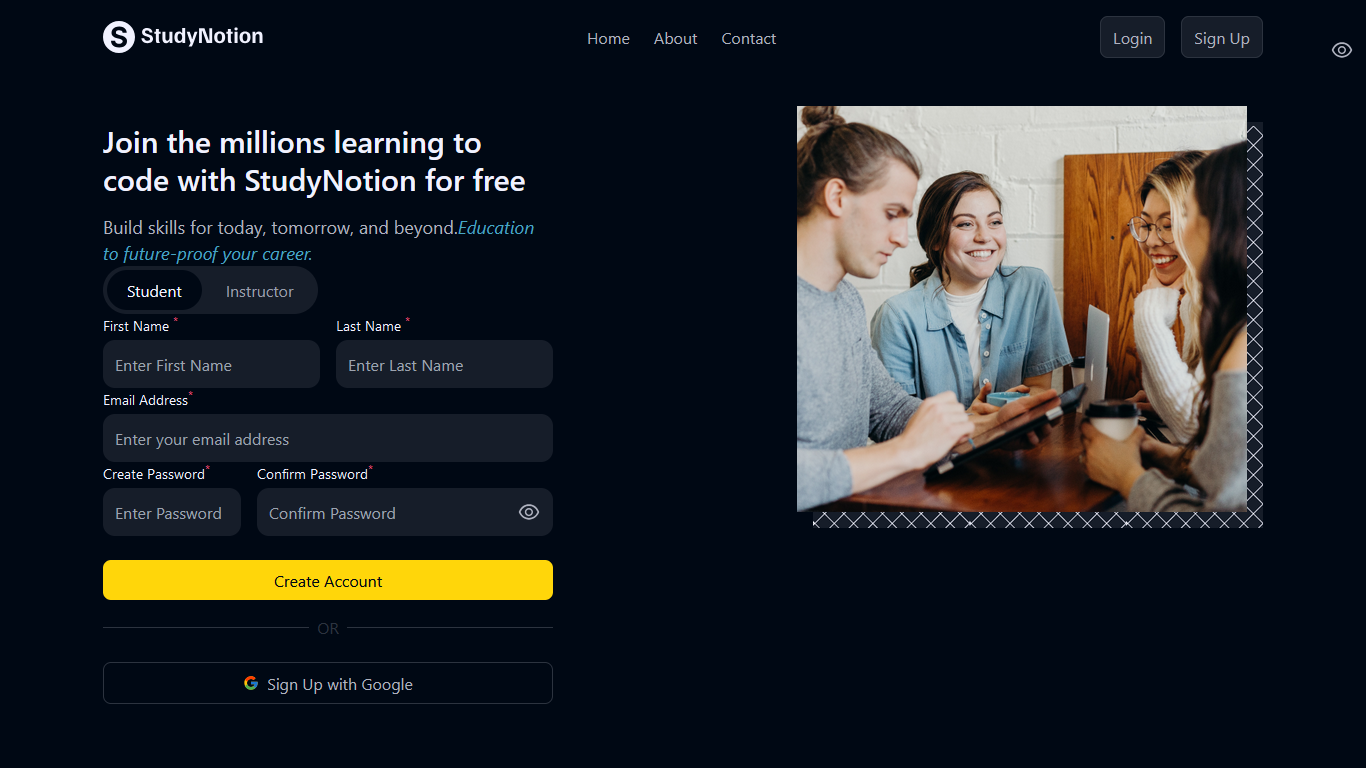 StudyNotion
Home About Contact
Login Sign Up
Join the millions learning to
code with StudyNotion for free
Build skills for today, tomorrow, and beyond.Education
to future-proof your career.
Student Instructor
First Name * Last Name *
Enter First Name Enter Last Name
Email Address*
Enter your email address
Create Password* Confirm Password*
Enter Password Confirm Password
Create Account
OR
Sign Up with Google